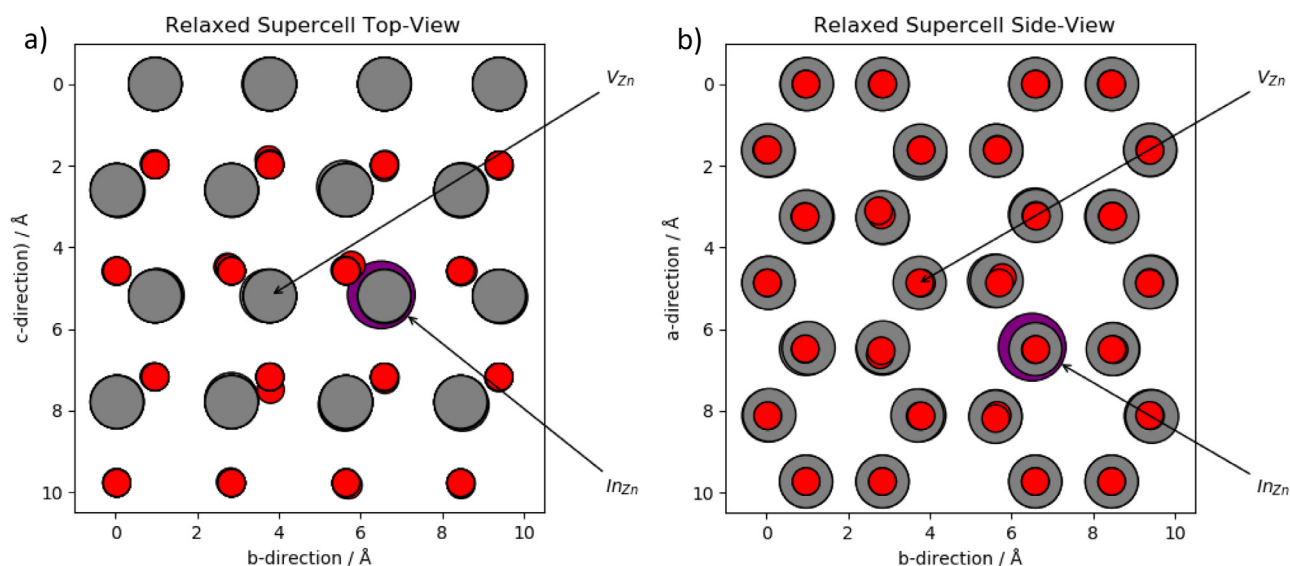 a)
Relaxed Supercell Top-View
V_Zn
c-direction) / Å
0
2
4
6
8
10
0
2
4
6
8
10
b-direction / Å
In_Zn
b)
Relaxed Supercell Side-View
V_Zn
a-direction / Å
0
2
4
6
8
10
0
2
4
6
8
10
b-direction / Å
In_Zn